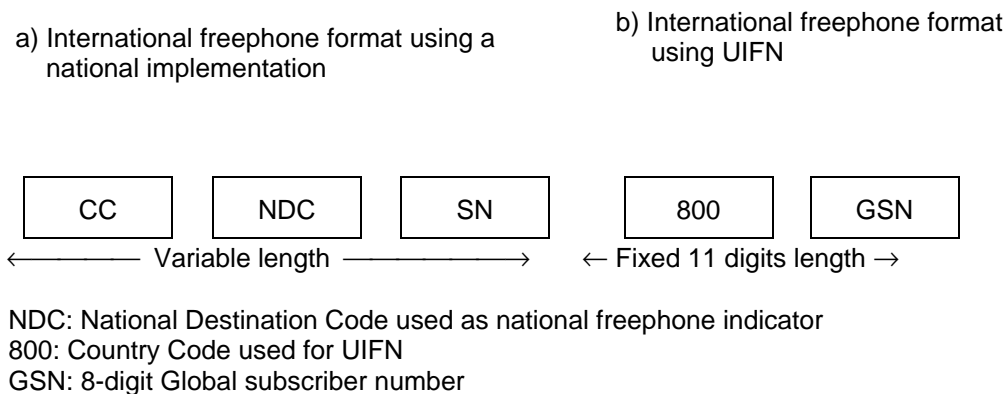 a) International freephone format using a
national implementation
b) International freephone format
using UIFN
CC NDC SN 800 GSN
← Variable length → ← Fixed 11 digits length →
NDC: National Destination Code used as national freephone indicator
800: Country Code used for UIFN
GSN: 8-digit Global subscriber number